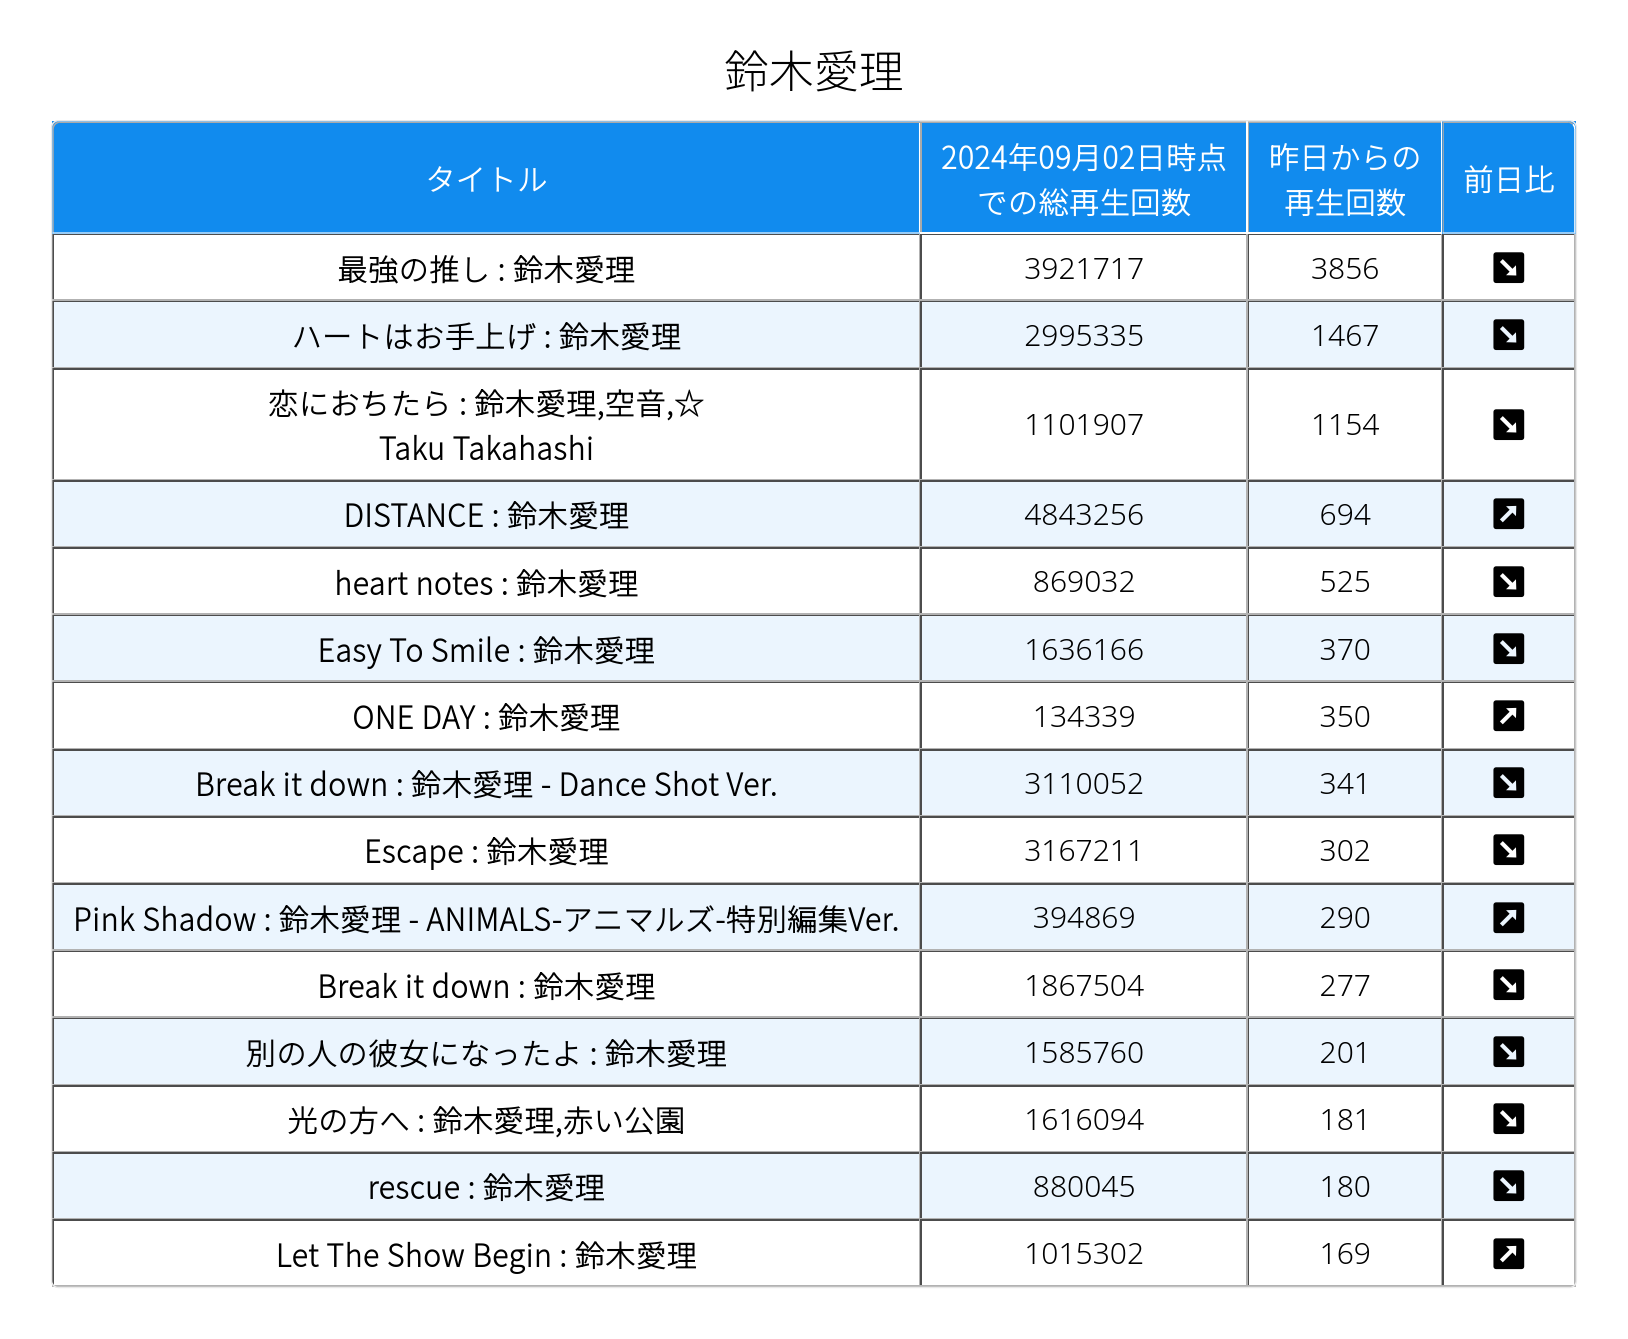 鈴木愛理
タイトル
2024年09月02日時点
での総再生回数
昨日からの
再生回数
前日比
最強の推し : 鈴木愛理 3921717 3856
ハートはお手上げ : 鈴木愛理 2995335 1467
恋におちたら : 鈴木愛理,空音,☆
Taku Takahashi
1101907 1154
DISTANCE : 鈴木愛理 4843256 694
heart notes : 鈴木愛理 869032 525
Easy To Smile : 鈴木愛理 1636166 370
ONE DAY : 鈴木愛理 134339 350
Break it down : 鈴木愛理 - Dance Shot Ver. 3110052 341
Escape : 鈴木愛理 3167211 302
Pink Shadow : 鈴木愛理 - ANIMALS-アニマルズ-特別編集Ver. 394869 290
Break it down : 鈴木愛理 1867504 277
別の人の彼女になったよ : 鈴木愛理 1585760 201
光の方へ : 鈴木愛理,赤い公園 1616094 181
rescue : 鈴木愛理 880045 180
Let The Show Begin : 鈴木愛理 1015302 169